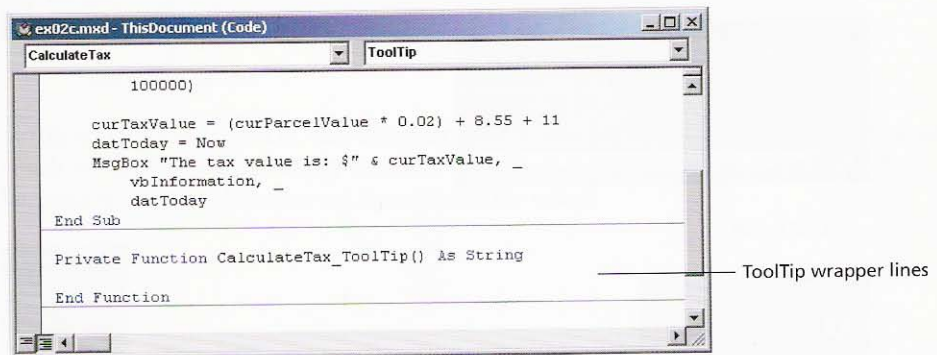 ex02c.mxd - ThisDocument (Code)
CalculateTax ToolTip
100000)
curTaxValue = (curParcelValue * 0.02) + 8.55 + 11
datToday = Now
MsgBox "The tax value is: $" & curTaxValue, _
vbInformation, _
datToday
End Sub
Private Function CalculateTax_ToolTip() As String
ToolTip wrapper lines
End Function